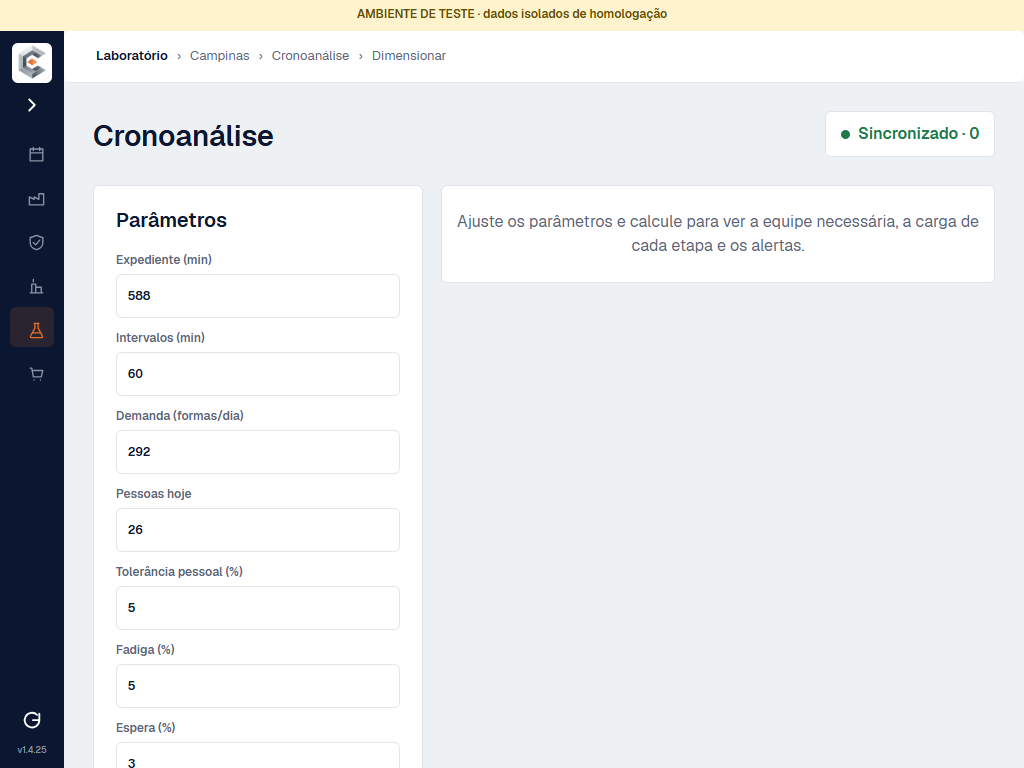 AMBIENTE DE TESTE · dados isolados de homologação
Laboratório › Campinas › Cronoanálise › Dimensionar
Cronoanálise
Sincronizado · 0
Parâmetros
Expediente (min)
588
Intervalos (min)
60
Demanda (formas/dia)
292
Pessoas hoje
26
Tolerância pessoal (%)
5
Fadiga (%)
5
Espera (%)
3
Ajuste os parâmetros e calcule para ver a equipe necessária, a carga de
cada etapa e os alertas.
v1.4.25